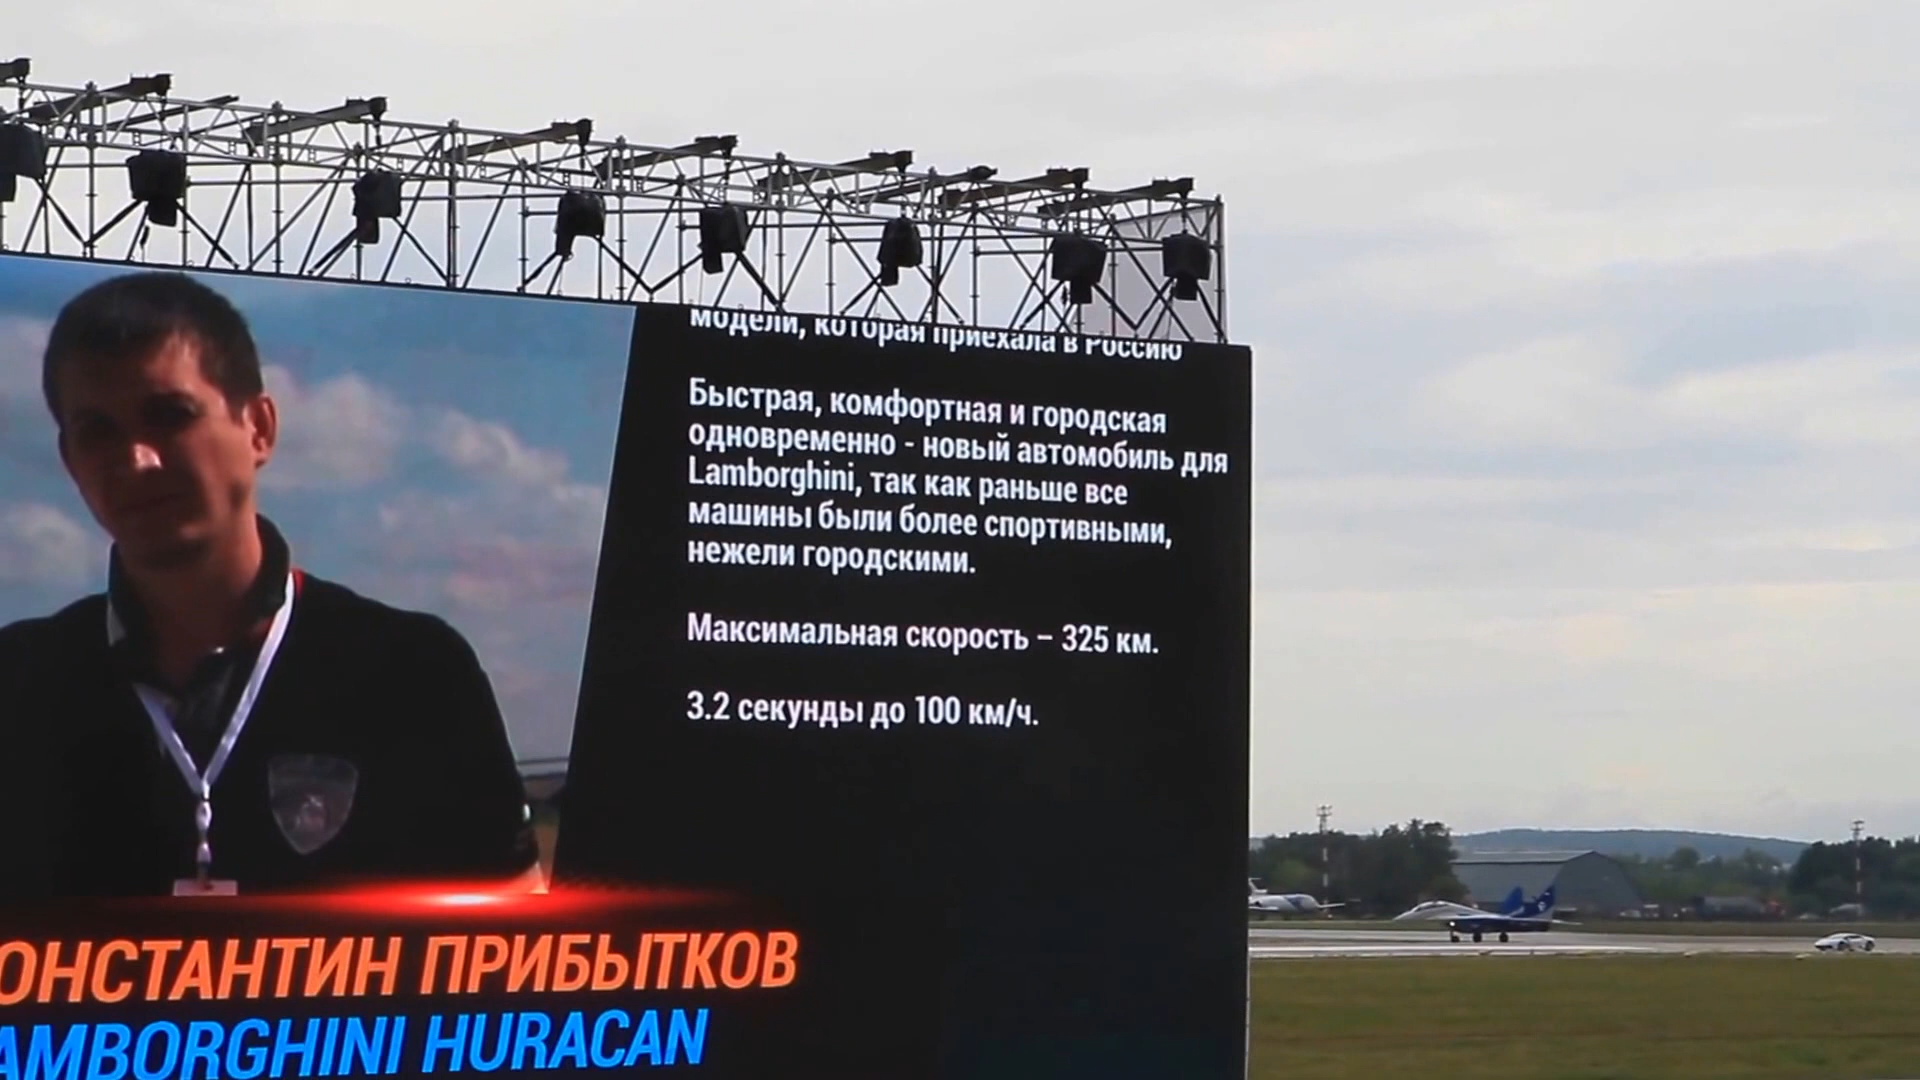 модели, которая приехала в Россию
Быстрая, комфортная и городская
одновременно - новый автомобиль для
Lamborghini, так как раньше все
машины были более спортивными,
нежели городскими.
Максимальная скорость – 325 км.
3.2 секунды до 100 км/ч.
ОНСТАНТИН ПРИБЫТКОВ
AMBORGHINI HURACAN